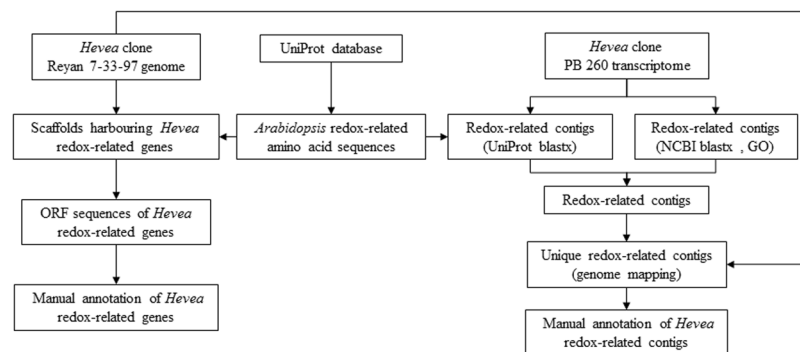 Hevea clone
Reyan 7-33-97 genome
UniProt database
Hevea clone
PB 260 transcriptome
Scaffolds harbouring Hevea
redox-related genes
Arabidopsis redox-related
amino acid sequences
Redox-related contigs
(UniProt blastx)
Redox-related contigs
(NCBI blastx , GO)
ORF sequences of Hevea
redox-related genes
Redox-related contigs
Unique redox-related contigs
(genome mapping)
Manual annotation of Hevea
redox-related genes
Manual annotation of Hevea
redox-related contigs